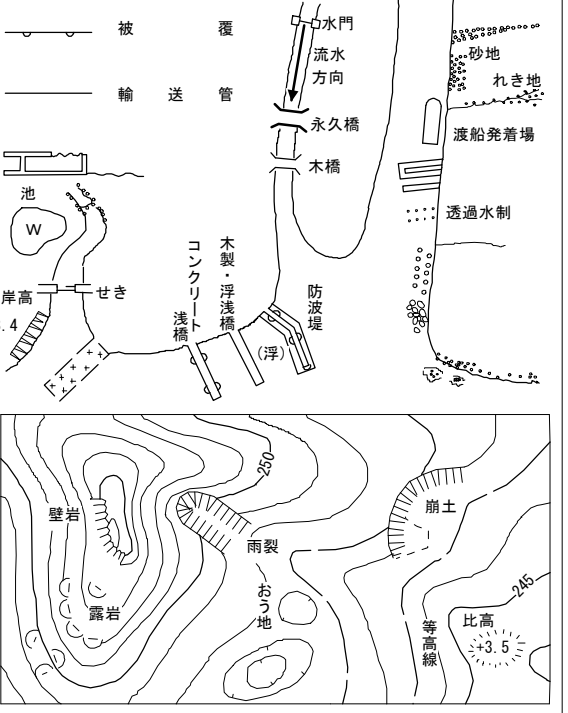 被覆
輸送管
水門
流水
方向
永久橋
木橋
砂地
れき地
渡船発着場
透過水制
池
W
岸高
.4
せき
コンクリート
浅橋
木製・浮浅橋
防波堤
(浮)
250
壁岩
露岩
雨裂
おう地
崩土
等高線
245
比高
+3.5